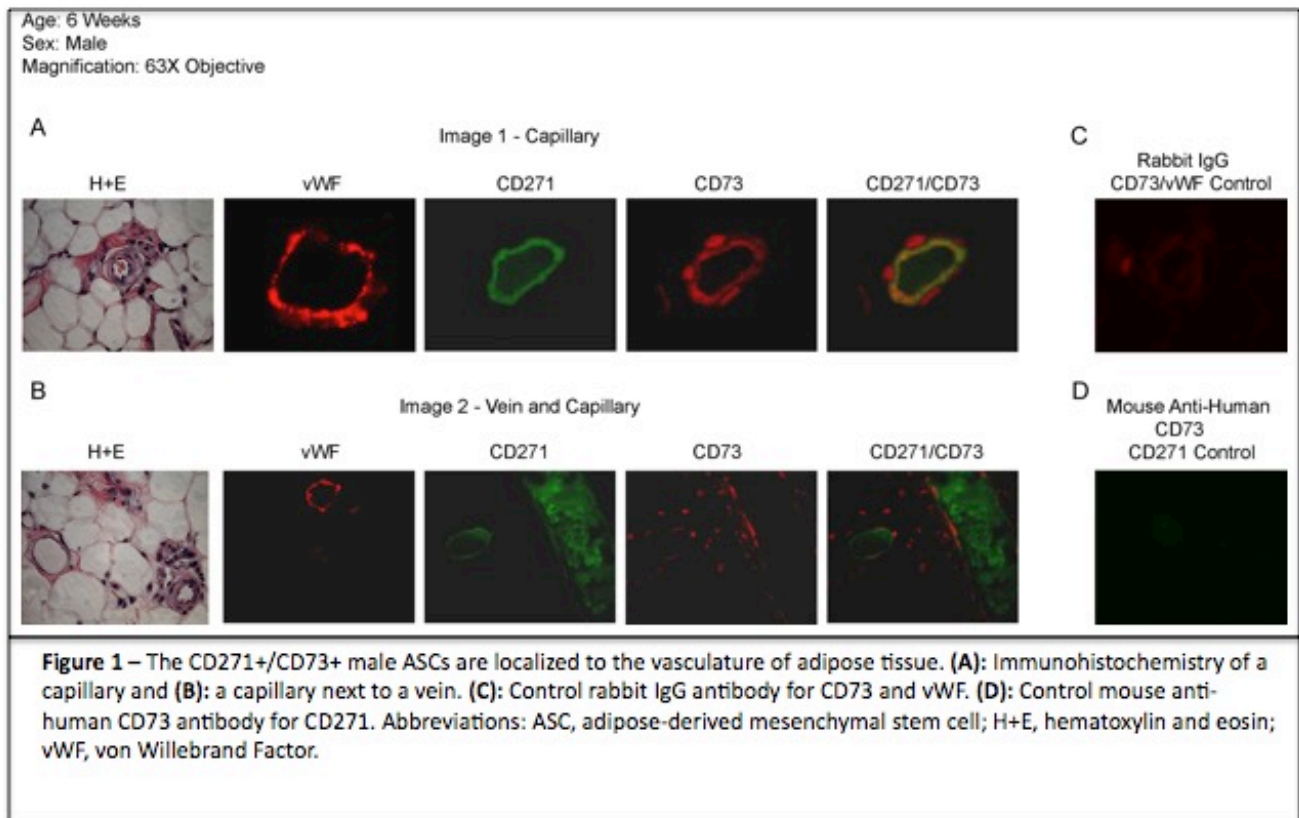 Age: 6 Weeks
Sex: Male
Magnification: 63X Objective
A
Image 1 - Capillary
H+E
vWF
CD271
CD73
CD271/CD73
C
Rabbit IgG
CD73/vWF Control
B
Image 2 - Vein and Capillary
H+E
vWF
CD271
CD73
CD271/CD73
D
Mouse Anti-Human
CD73
CD271 Control
Figure 1 – The CD271+/CD73+ male ASCs are localized to the vasculature of adipose tissue. (A): Immunohistochemistry of a
capillary and (B): a capillary next to a vein. (C): Control rabbit IgG antibody for CD73 and vWF. (D): Control mouse anti-
human CD73 antibody for CD271. Abbreviations: ASC, adipose-derived mesenchymal stem cell; H+E, hematoxylin and eosin;
vWF, von Willebrand Factor.